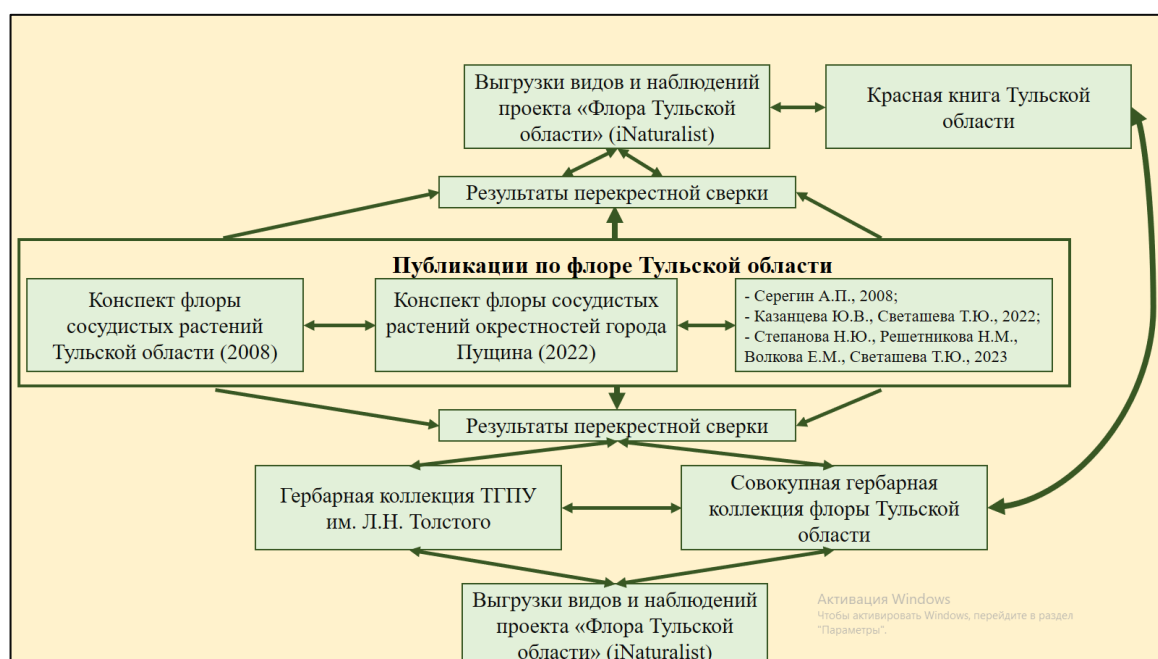 Выгрузки видов и наблюдений
проекта «Флора Тульской
области» (iNaturalist)
Красная книга Тульской
области
Результаты перекрестной сверки
Публикации по флоре Тульской области
Конспект флоры
сосудистых растений
Тульской области (2008)
Конспект флоры сосудистых
растений окрестностей города
Пущина (2022)
- Серегин А.П., 2008;
- Казанцева Ю.В., Светашева Т.Ю., 2022;
- Степанова Н.Ю., Решетникова Н.М.,
Волкова Е.М., Светашева Т.Ю., 2023
Результаты перекрестной сверки
Гербарная коллекция ТГПУ
им. Л.Н. Толстого
Совокупная гербарная
коллекция флоры Тульской
области
Выгрузки видов и наблюдений
проекта «Флора Тульской
области» (iNaturalist)
Активация Windows
Чтобы активировать Windows, перейдите в раздел
"Параметры".